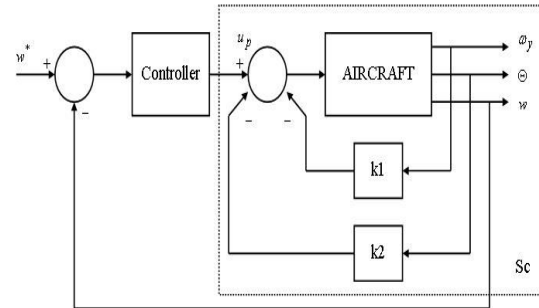 w*
+
−
Controller
u_p
+
−
−
AIRCRAFT
ω_y
Θ
w
k1
k2
Sc